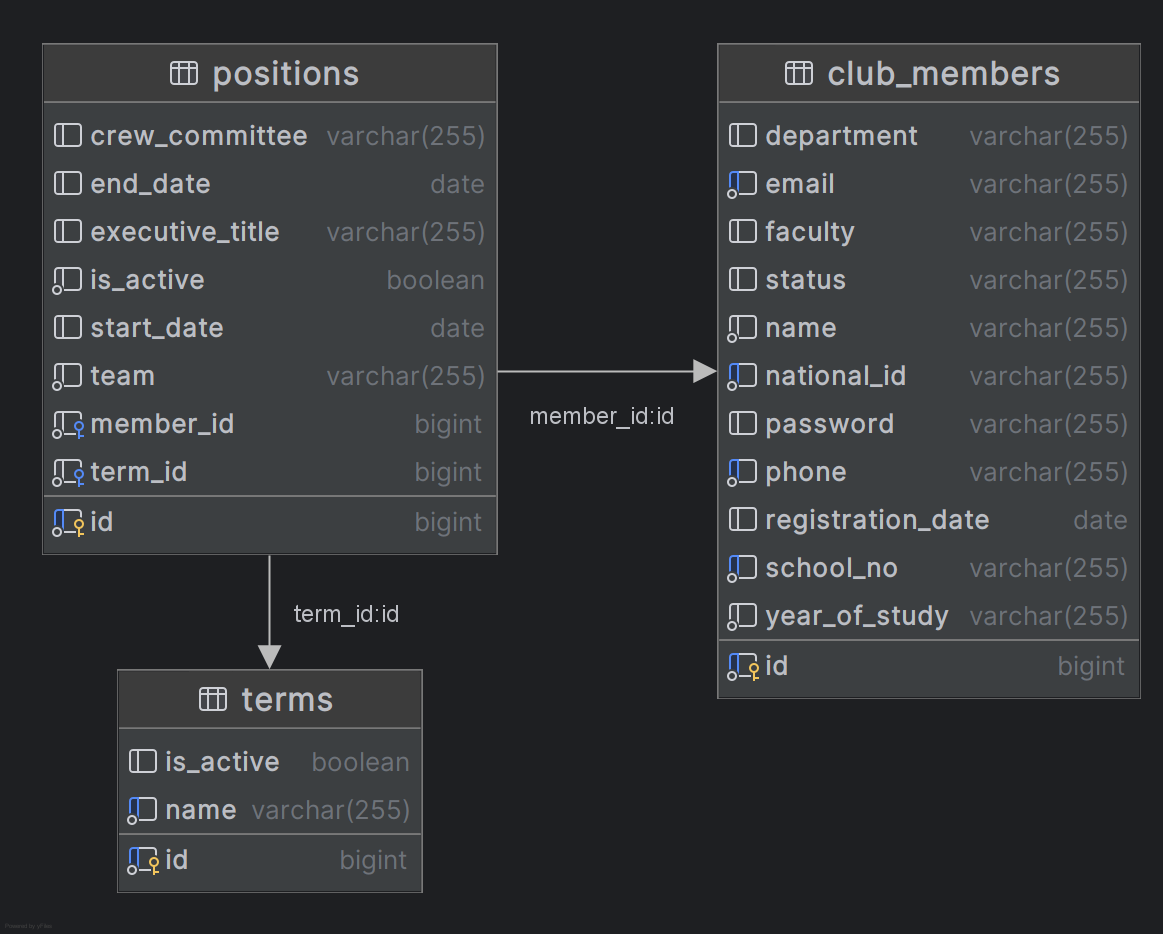 positions
crew_committee varchar(255)
end_date date
executive_title varchar(255)
is_active boolean
start_date date
team varchar(255)
member_id bigint
term_id bigint
id bigint
member_id:id
club_members
department varchar(255)
email varchar(255)
faculty varchar(255)
status varchar(255)
name varchar(255)
national_id varchar(255)
password varchar(255)
phone varchar(255)
registration_date date
school_no varchar(255)
year_of_study varchar(255)
id bigint
term_id:id
terms
is_active boolean
name varchar(255)
id bigint
Powered by yFiles